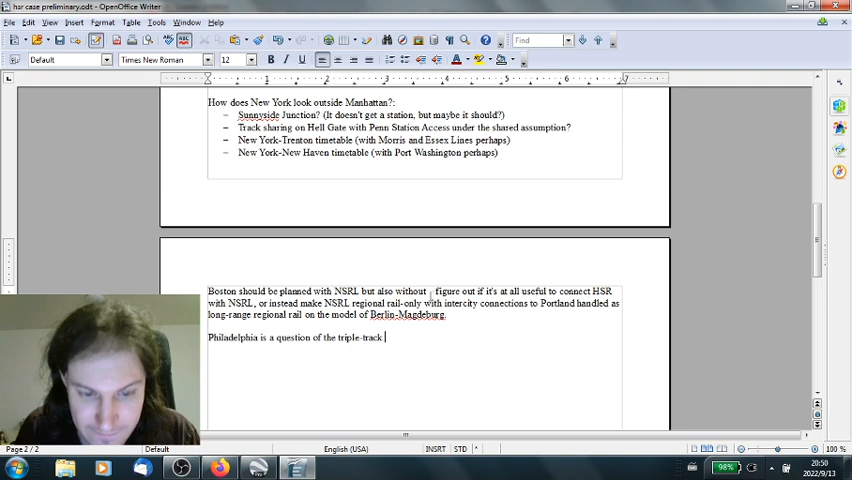 hsr case preliminary.odt - OpenOffice Writer
File Edit View Insert Format Table Tools Window Help
Find
Default Times New Roman 12
1 2 3 4 5 6 7
How does New York look outside Manhattan?:
– Sunnyside Junction? (It doesn't get a station, but maybe it should?)
– Track sharing on Hell Gate with Penn Station Access under the shared assumption?
– New York-Trenton timetable (with Morris and Essex Lines perhaps)
– New York-New Haven timetable (with Port Washington perhaps)
Boston should be planned with NSRL but also without figure out if it's at all useful to connect HSR
with NSRL, or instead make NSRL regional rail-only with intercity connections to Portland handled as
long-range regional rail on the model of Berlin-Magdeburg.
Philadelphia is a question of the triple-track
Page 2 / 2 Default English (USA) INSRT STD * 100 %
98% 20:50
2022/9/13